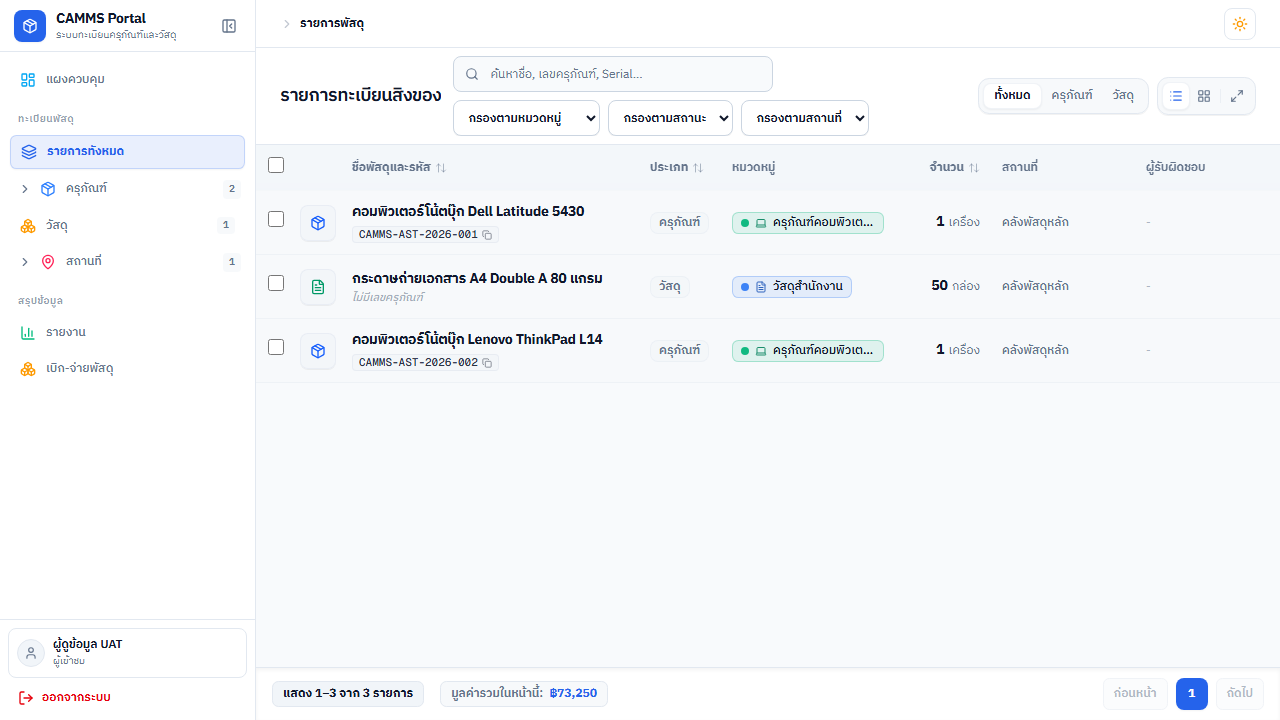 CAMMS Portal
ระบบทะเบียนครุภัณฑ์และวัสดุ
แผงควบคุม
ทะเบียนพัสดุ
รายการทั้งหมด
ครุภัณฑ์ 2
วัสดุ 1
สถานที่ 1
สรุปข้อมูล
รายงาน
เบิก-จ่ายพัสดุ
ผู้ดูข้อมูล UAT
ผู้เข้าชม
ออกจากระบบ
รายการพัสดุ
รายการทะเบียนสิ่งของ
ค้นหาชื่อ, เลขครุภัณฑ์, Serial...
กรองตามหมวดหมู่ กรองตามสถานะ กรองตามสถานที่
ทั้งหมด ครุภัณฑ์ วัสดุ
ชื่อพัสดุและรหัส ประเภท หมวดหมู่ จำนวน สถานที่ ผู้รับผิดชอบ
คอมพิวเตอร์โน้ตบุ๊ก Dell Latitude 5430
CAMMS-AST-2026-001
ครุภัณฑ์ ครุภัณฑ์คอมพิวเต... 1 เครื่อง คลังพัสดุหลัก -
กระดาษถ่ายเอกสาร A4 Double A 80 แกรม
ไม่มีเลขครุภัณฑ์
วัสดุ วัสดุสำนักงาน 50 กล่อง คลังพัสดุหลัก -
คอมพิวเตอร์โน้ตบุ๊ก Lenovo ThinkPad L14
CAMMS-AST-2026-002
ครุภัณฑ์ ครุภัณฑ์คอมพิวเต... 1 เครื่อง คลังพัสดุหลัก -
แสดง 1–3 จาก 3 รายการ มูลค่ารวมในหน้านี้: ฿73,250 ก่อนหน้า 1 ถัดไป